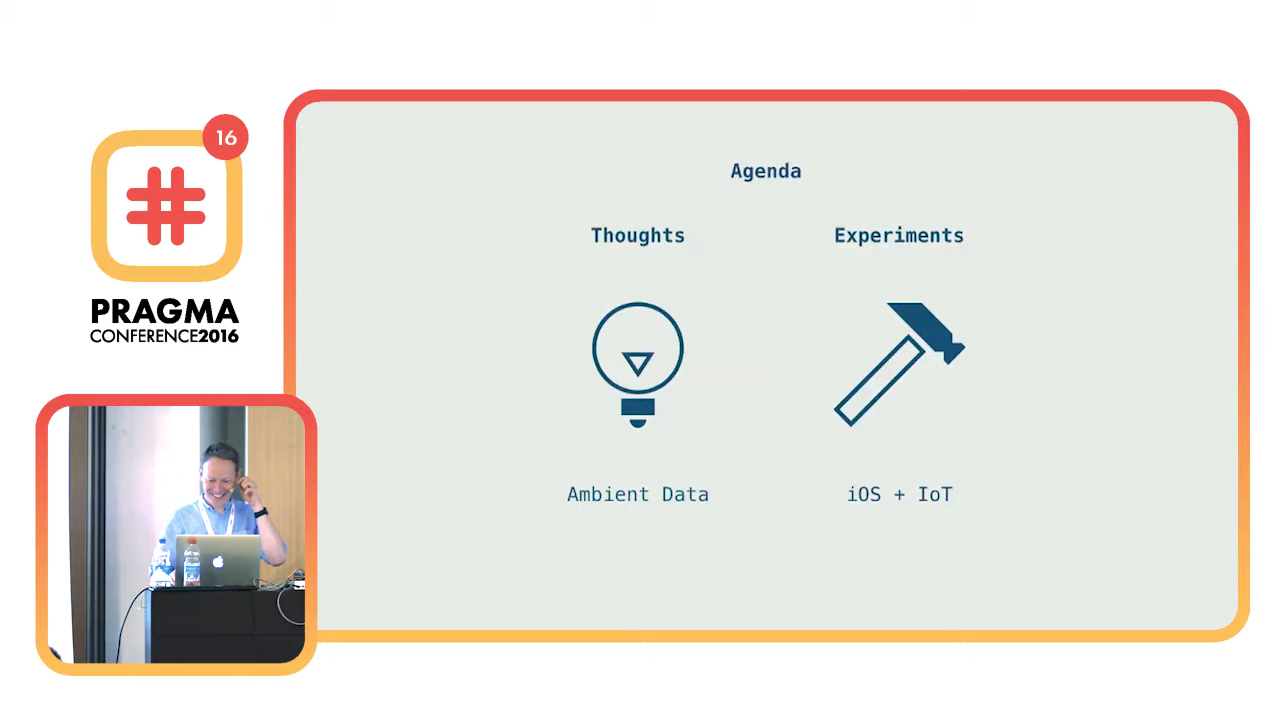 16
#
PRAGMA
CONFERENCE2016
Agenda
Thoughts
Experiments
Ambient Data
iOS + IoT